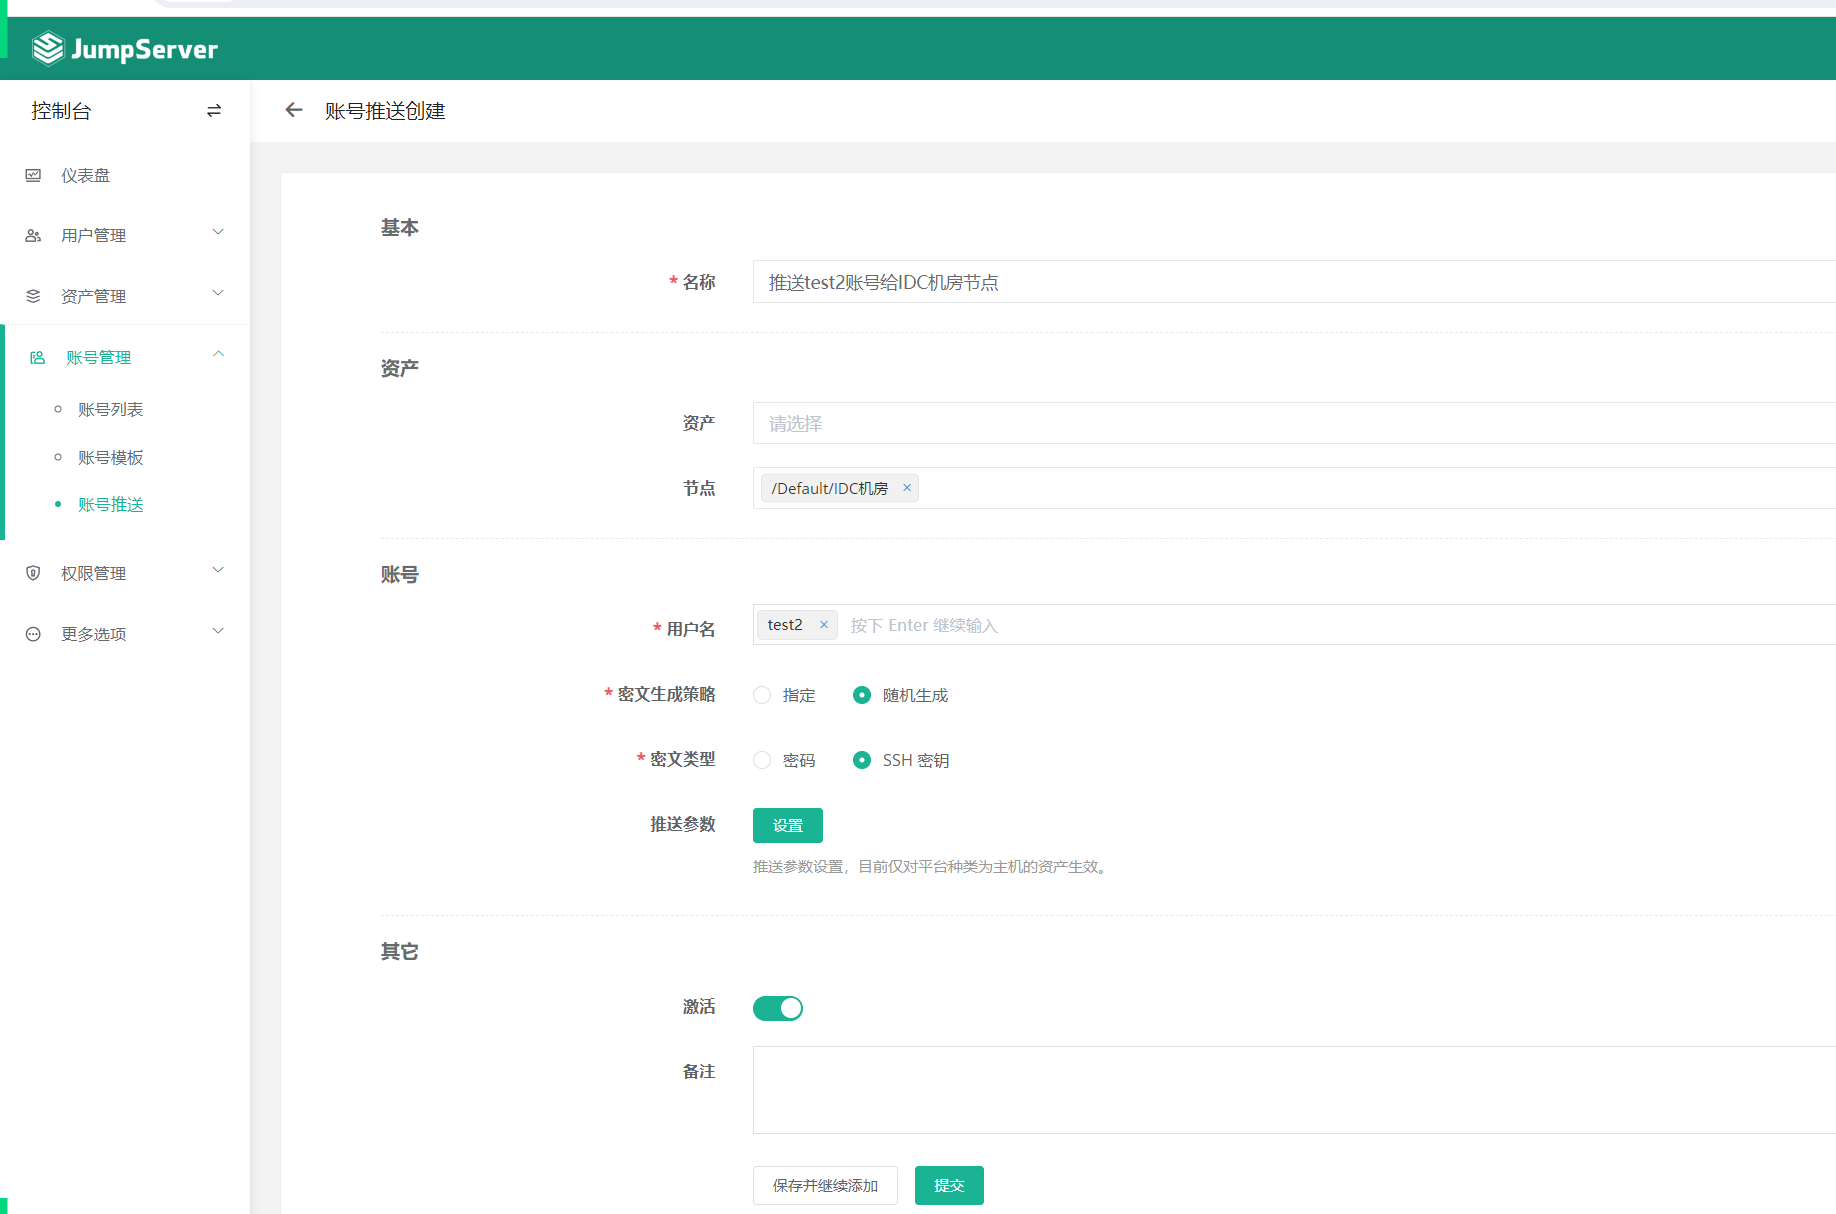 JumpServer
控制台
账号推送创建
仪表盘
用户管理
资产管理
账号管理
账号列表
账号模板
账号推送
权限管理
更多选项
基本
* 名称
推送test2账号给IDC机房节点
资产
资产
请选择
节点
/Default/IDC机房 ×
账号
* 用户名
test2 × 按下 Enter 继续输入
* 密文生成策略
指定 随机生成
* 密文类型
密码 SSH 密钥
推送参数
设置
推送参数设置，目前仅对平台种类为主机的资产生效。
其它
激活
备注
保存并继续添加 提交